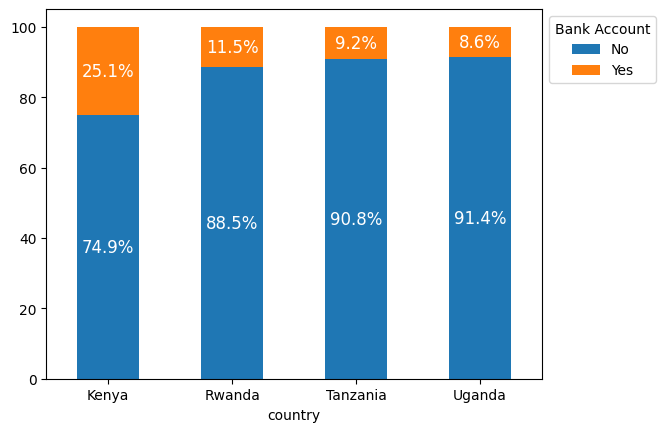 100
80
60
40
20
0
25.1%
11.5%
9.2%
8.6%
74.9%
88.5%
90.8%
91.4%
Kenya
Rwanda
Tanzania
Uganda
country
Bank Account
No
Yes